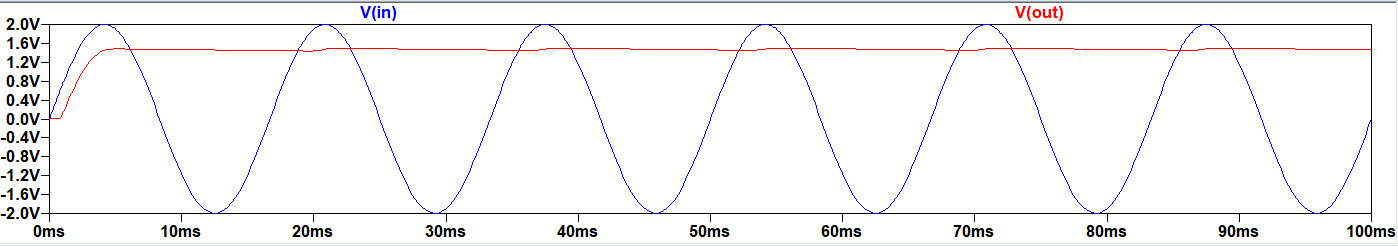 V(in) V(out)
2.0V
1.6V
1.2V
0.8V
0.4V
0.0V
-0.4V
-0.8V
-1.2V
-1.6V
-2.0V
0ms 10ms 20ms 30ms 40ms 50ms 60ms 70ms 80ms 90ms 100ms